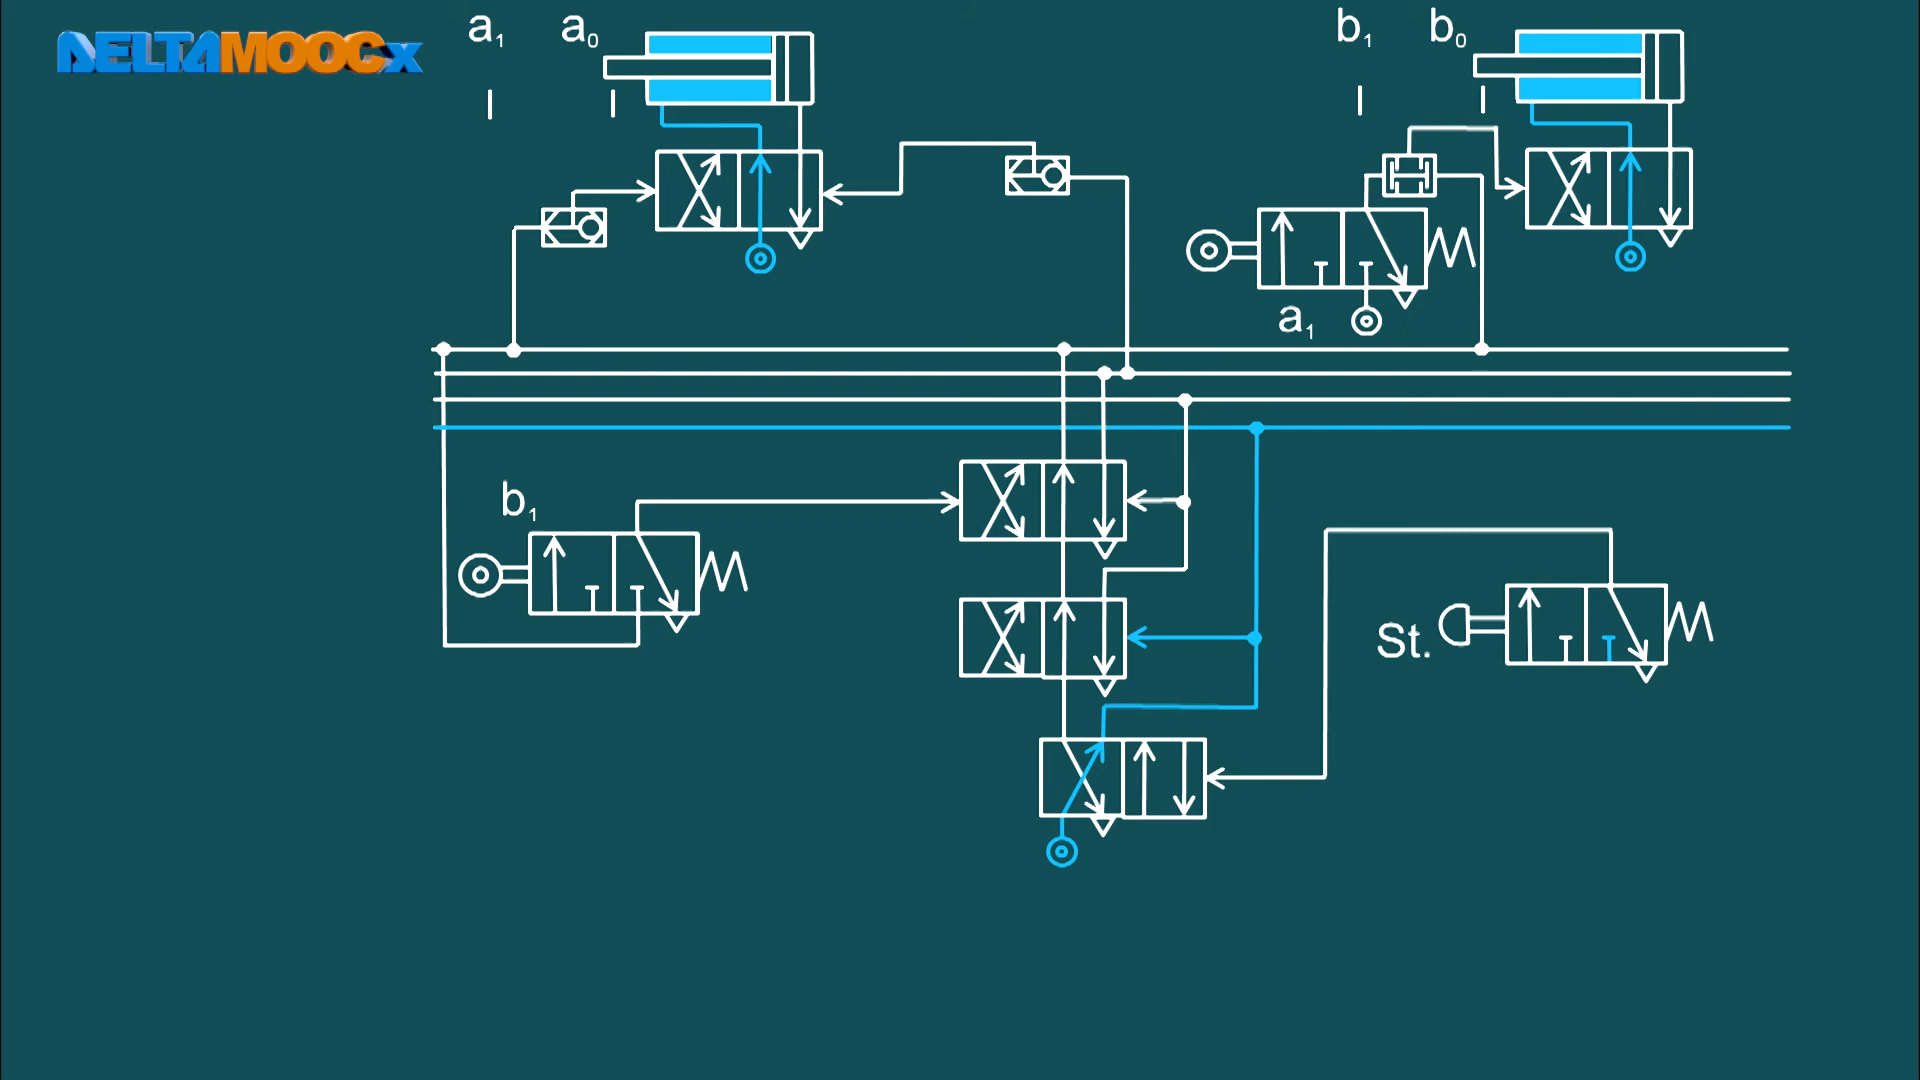 DELTAMOOCx
a₁ a₀ b₁ b₀
a₁
b₁
St.